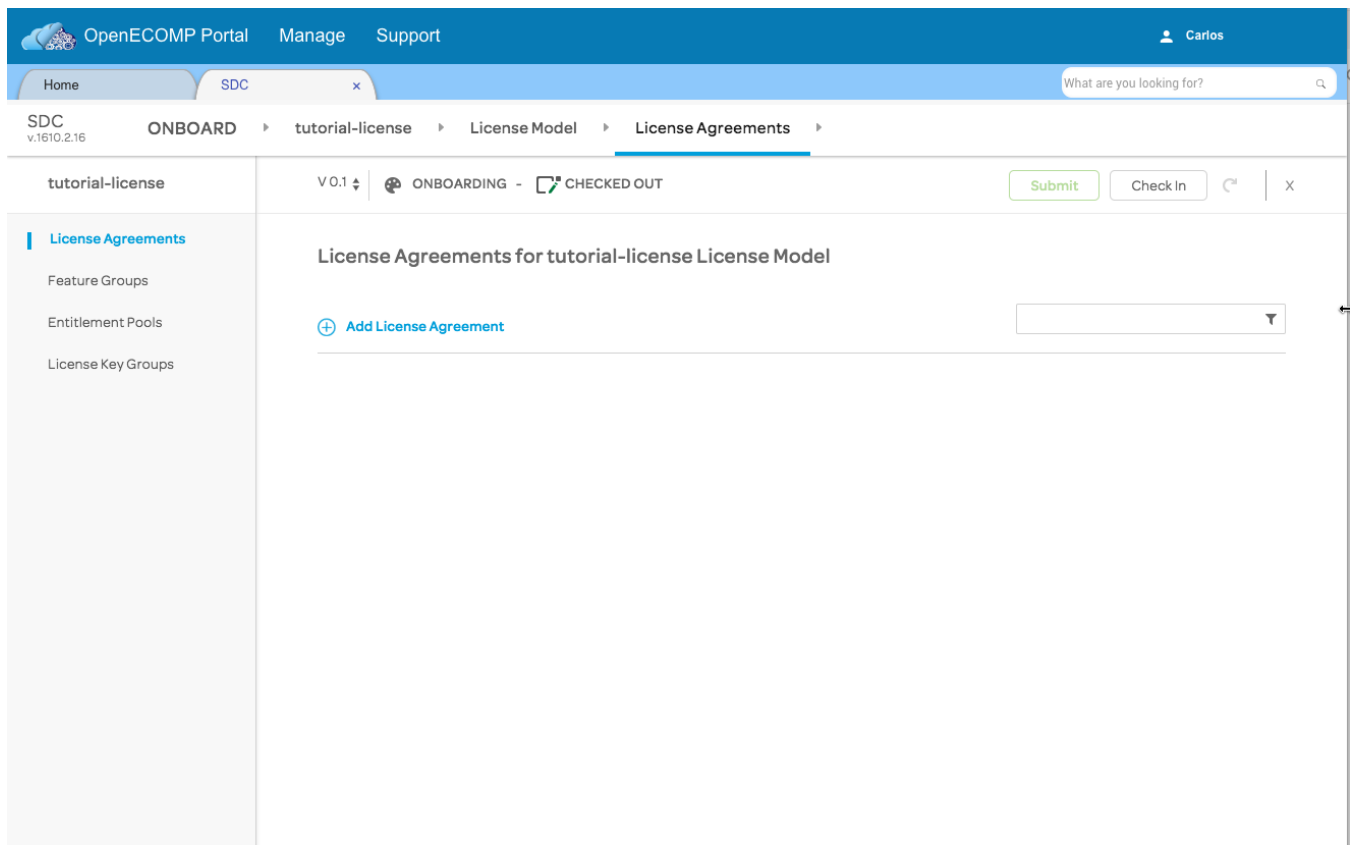 OpenECOMP Portal Manage Support Carlos
Home SDC x What are you looking for?
SDC
v.1610.2.16
ONBOARD tutorial-license License Model License Agreements
tutorial-license
V 0.1 ONBOARDING - CHECKED OUT Submit Check In X
License Agreements
Feature Groups
Entitlement Pools
License Key Groups
License Agreements for tutorial-license License Model
Add License Agreement